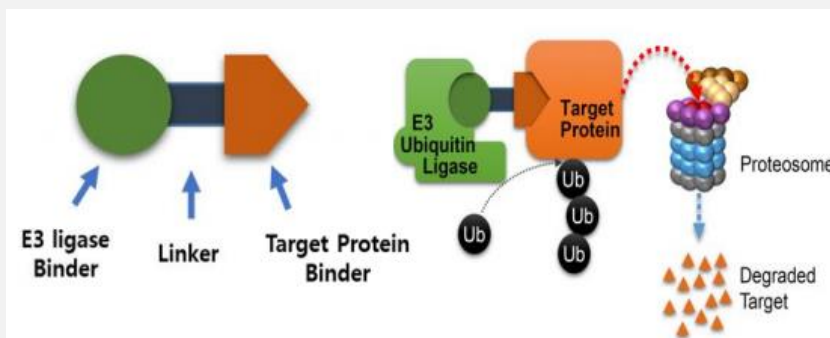 E3 ligase
Binder
Linker
Target Protein
Binder
E3
Ubiquitin
Ligase
Target
Protein
Ub
Ub
Ub
Ub
Proteosome
Degraded
Target